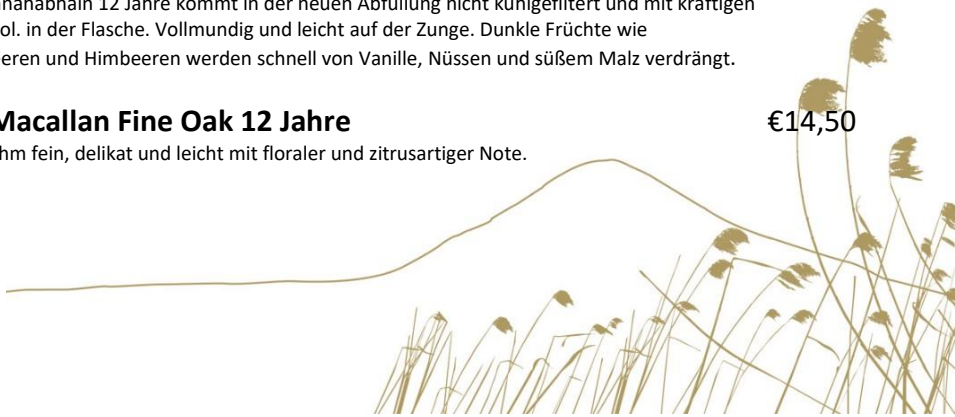 12 Jahre kommt in der neuen Abfüllung nicht kühlgefiltert und mit kräftigen
ol. in der Flasche. Vollmundig und leicht auf der Zunge. Dunkle Früchte wie
eren und Himbeeren werden schnell von Vanille, Nüssen und süßem Malz verdrängt.
Macallan Fine Oak 12 Jahre €14,50
hm fein, delikat und leicht mit floraler und zitrusartiger Note.